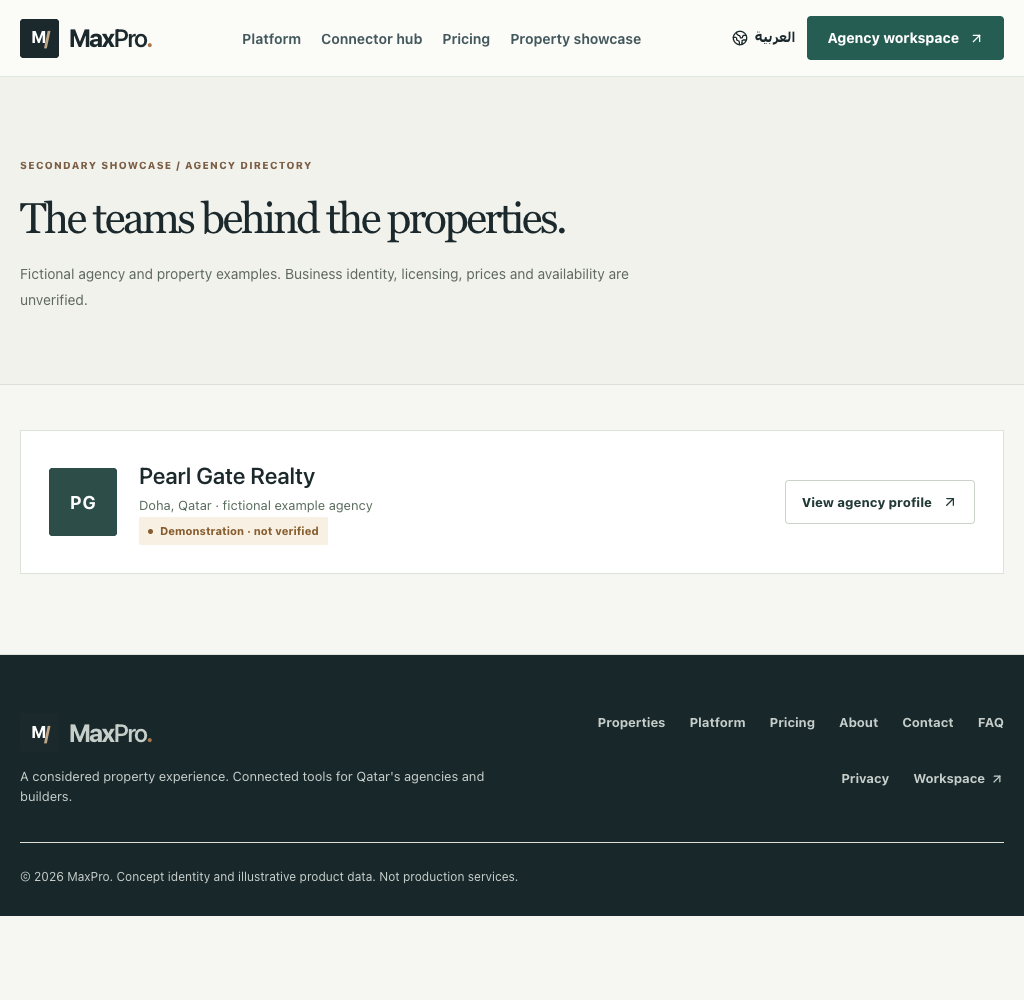 M/ MaxPro.
Platform Connector hub Pricing Property showcase
العربية
Agency workspace
SECONDARY SHOWCASE / AGENCY DIRECTORY
The teams behind the properties.
Fictional agency and property examples. Business identity, licensing, prices and availability are
unverified.
PG
Pearl Gate Realty
Doha, Qatar · fictional example agency
Demonstration · not verified
View agency profile
M/ MaxPro.
A considered property experience. Connected tools for Qatar's agencies and
builders.
Properties Platform Pricing About Contact FAQ
Privacy Workspace
© 2026 MaxPro. Concept identity and illustrative product data. Not production services.